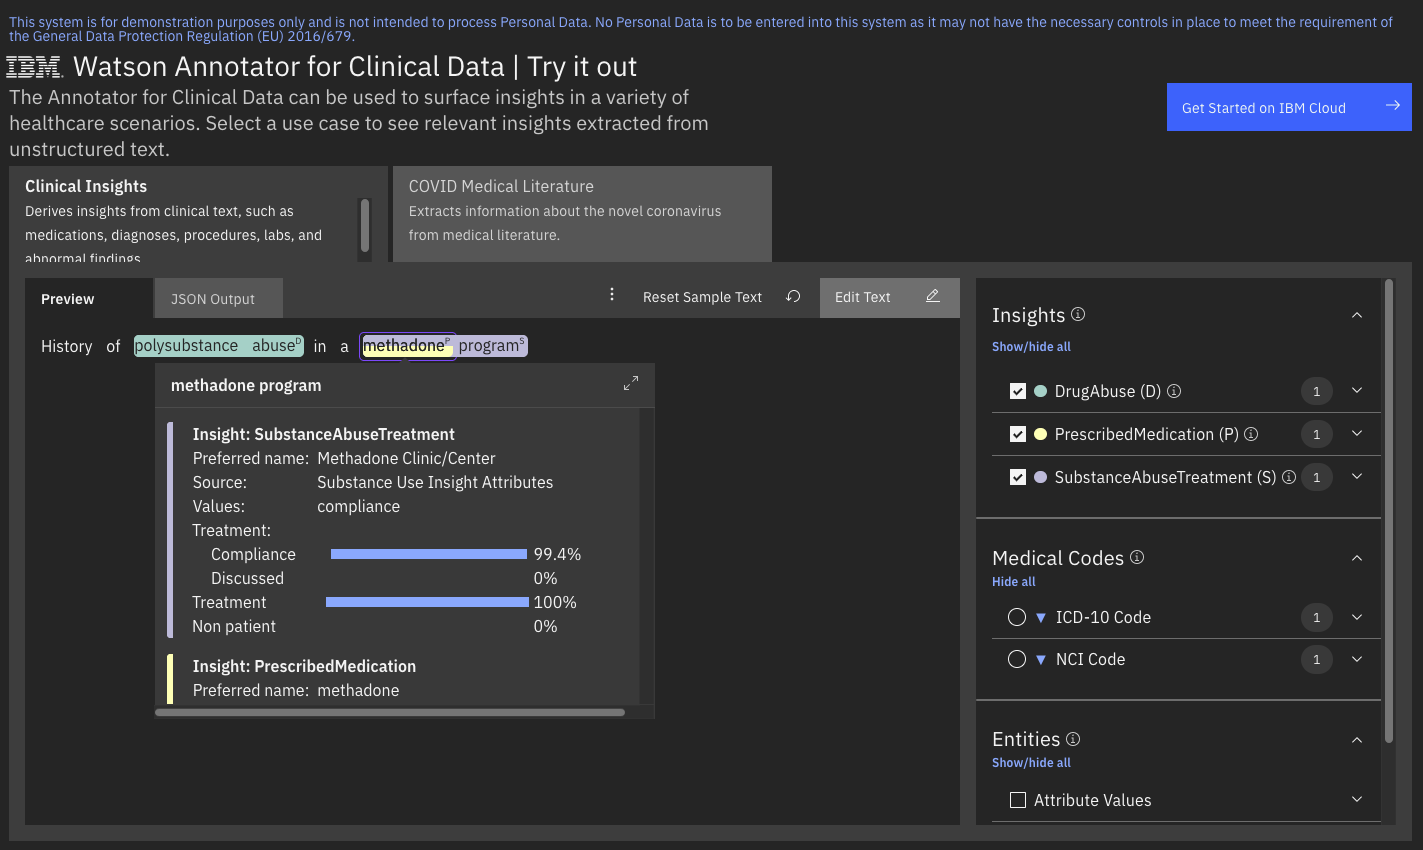 This system is for demonstration purposes only and is not intended to process Personal Data. No Personal Data is to be entered into this system as it may not have the necessary controls in place to meet the requirement of
the General Data Protection Regulation (EU) 2016/679.
IBM Watson Annotator for Clinical Data | Try it out
The Annotator for Clinical Data can be used to surface insights in a variety of
healthcare scenarios. Select a use case to see relevant insights extracted from
unstructured text.
Get Started on IBM Cloud
Clinical Insights
Derives insights from clinical text, such as
medications, diagnoses, procedures, labs, and
abnormal findings
COVID Medical Literature
Extracts information about the novel coronavirus
from medical literature.
Preview
JSON Output
Reset Sample Text
Edit Text
History of polysubstance abuse D in a methadone P program S
methadone program
Insight: SubstanceAbuseTreatment
Preferred name: Methadone Clinic/Center
Source: Substance Use Insight Attributes
Values: compliance
Treatment:
Compliance 99.4%
Discussed 0%
Treatment 100%
Non patient 0%
Insight: PrescribedMedication
Preferred name: methadone
Insights
Show/hide all
DrugAbuse (D) 1
PrescribedMedication (P) 1
SubstanceAbuseTreatment (S) 1
Medical Codes
Hide all
ICD-10 Code 1
NCI Code 1
Entities
Show/hide all
Attribute Values